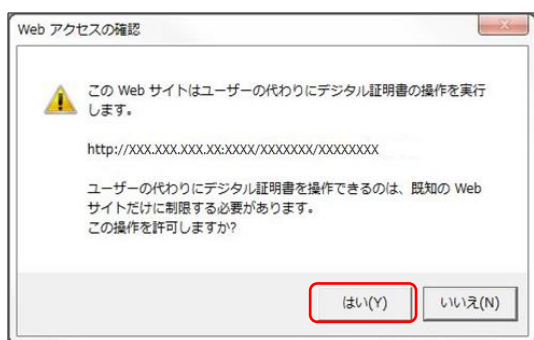 Web アクセスの確認
この Web サイトはユーザーの代わりにデジタル証明書の操作を実行
します。
http://XXX.XXX.XXX.XX:XXXX/XXXXXXX/XXXXXXXX
ユーザーの代わりにデジタル証明書を操作できるのは、既知の Web
サイトだけに制限する必要があります。
この操作を許可しますか?
はい(Y) いいえ(N)